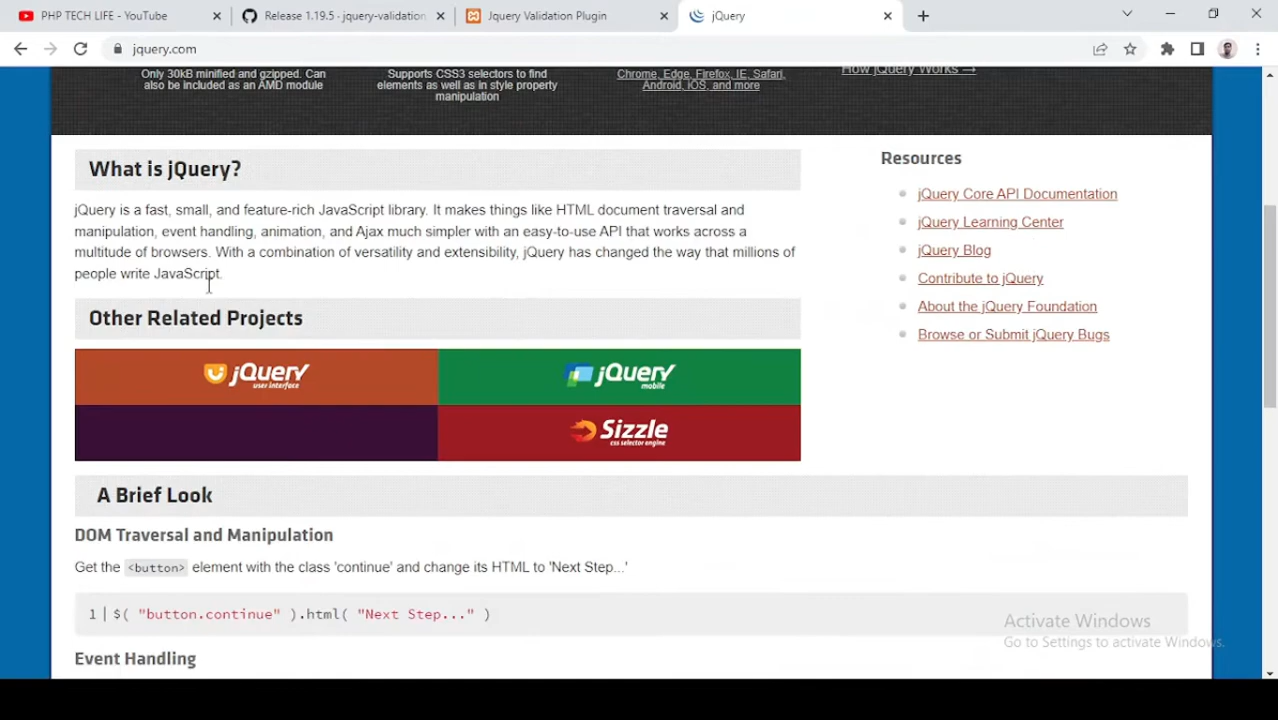 PHP TECH LIFE - YouTube
Release 1.19.5 · jquery-validation
Jquery Validation Plugin
jQuery
jquery.com
Only 30kB minified and gzipped. Can
also be included as an AMD module
Supports CSS3 selectors to find
elements as well as in style property
manipulation
Chrome, Edge, Firefox, IE, Safari,
Android, iOS, and more
How jQuery Works →
What is jQuery?
jQuery is a fast, small, and feature-rich JavaScript library. It makes things like HTML document traversal and
manipulation, event handling, animation, and Ajax much simpler with an easy-to-use API that works across a
multitude of browsers. With a combination of versatility and extensibility, jQuery has changed the way that millions of
people write JavaScript.
Resources
jQuery Core API Documentation
jQuery Learning Center
jQuery Blog
Contribute to jQuery
About the jQuery Foundation
Browse or Submit jQuery Bugs
Other Related Projects
jQuery
user interface
jQuery
mobile
Sizzle
css selector engine
A Brief Look
DOM Traversal and Manipulation
Get the <button> element with the class 'continue' and change its HTML to 'Next Step...'
1 $( "button.continue" ).html( "Next Step..." )
Event Handling
Activate Windows
Go to Settings to activate Windows.